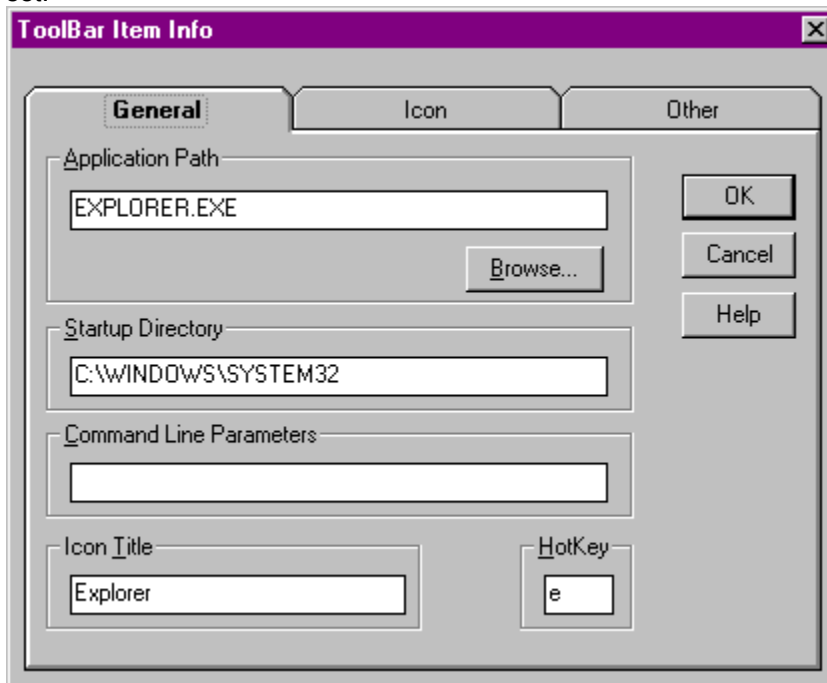 ToolBar Item Info
General Icon Other
Application Path
EXPLORER.EXE
OK
Browse...
Cancel
Startup Directory
Help
C:\WINDOWS\SYSTEM32
Command Line Parameters
Icon Title HotKey
Explorer e